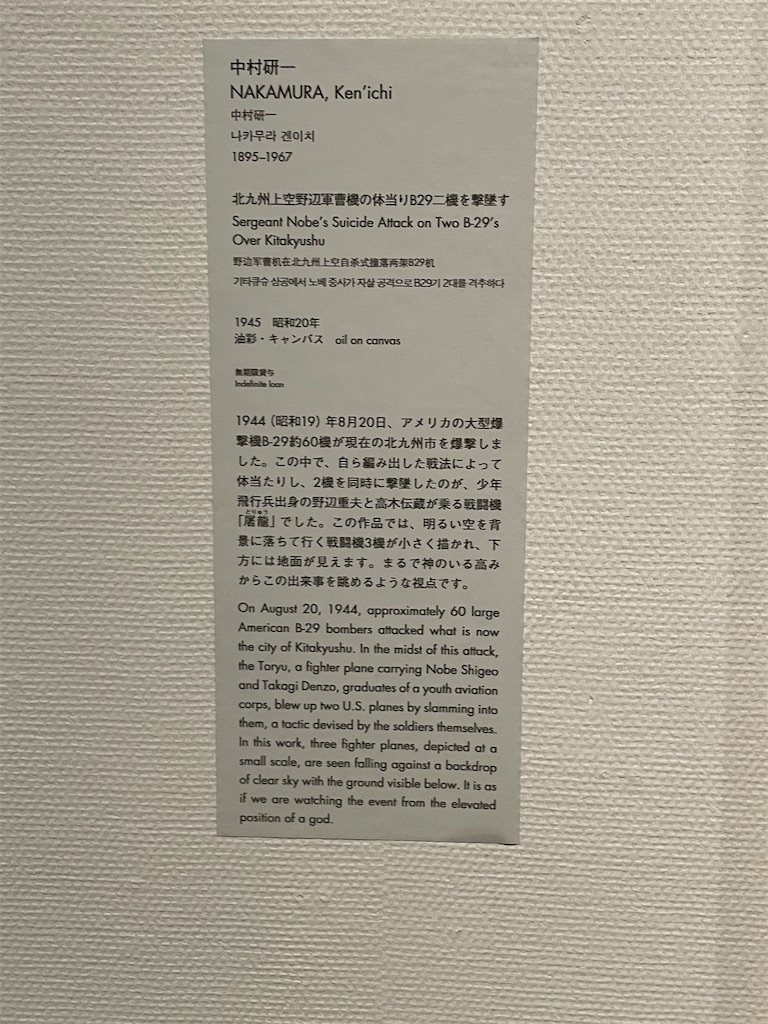 中村研一
NAKAMURA, Ken'ichi
中村研一
나카무라 겐이치
1895–1967
北九州上空野辺軍曹機の体当りB29二機を撃墜す
Sergeant Nobe's Suicide Attack on Two B-29's
Over Kitakyushu
野边军曹机在北九州上空自杀式撞落两架B29机
기타큐슈 상공에서 노베 중사가 자살 공격으로 B29기 2대를 격추하다
1945　昭和20年
油彩・キャンバス　oil on canvas
無期限貸与
Indefinite loan
1944（昭和19）年8月20日、アメリカの大型爆
撃機B-29約60機が現在の北九州市を爆撃しま
した。この中で、自ら編み出した戦法によって
体当たりし、2機を同時に撃墜したのが、少年
飛行兵出身の野辺重夫と高木伝蔵が乗る戦闘機
とりゅう
「屠龍」でした。この作品では、明るい空を背
景に落ちて行く戦闘機3機が小さく描かれ、下
方には地面が見えます。まるで神のいる高み
からこの出来事を眺めるような視点です。
On August 20, 1944, approximately 60 large
American B-29 bombers attacked what is now
the city of Kitakyushu. In the midst of this attack,
the Toryu, a fighter plane carrying Nobe Shigeo
and Takagi Denzo, graduates of a youth aviation
corps, blew up two U.S. planes by slamming into
them, a tactic devised by the soldiers themselves.
In this work, three fighter planes, depicted at a
small scale, are seen falling against a backdrop
of clear sky with the ground visible below. It is as
if we are watching the event from the elevated
position of a god.